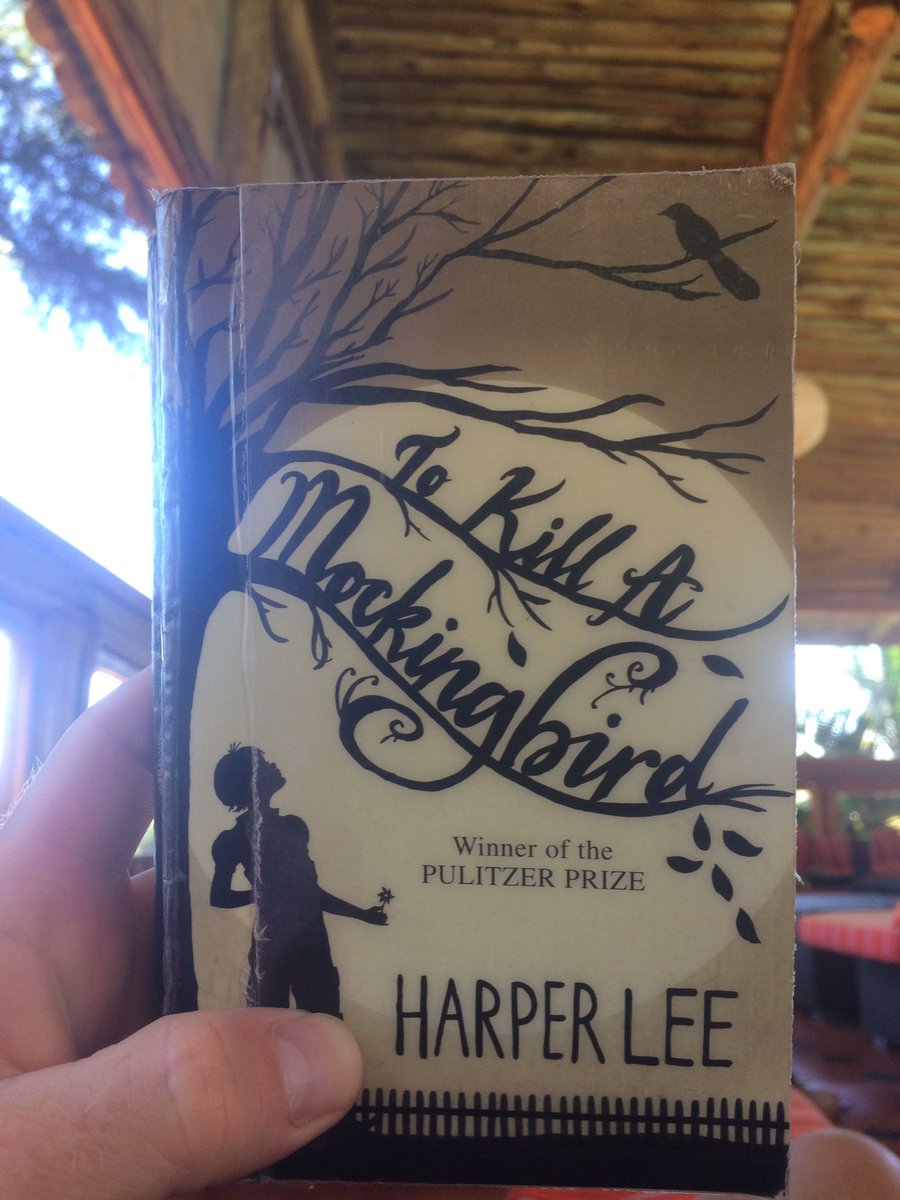 To Kill A
Mockingbird
Winner of the
PULITZER PRIZE
HARPER LEE